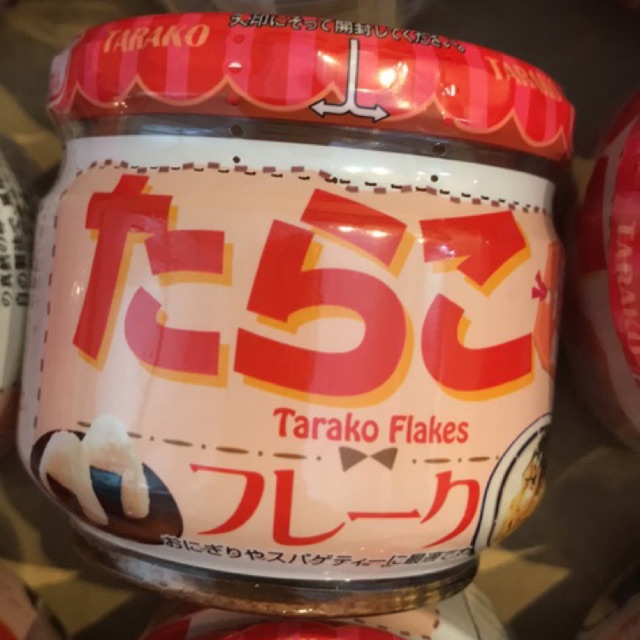 矢印にそって開封してください。
TARAKO
TARAKO
たらこ
Tarako Flakes
フレーク
おにぎりやスパゲティーに最適です